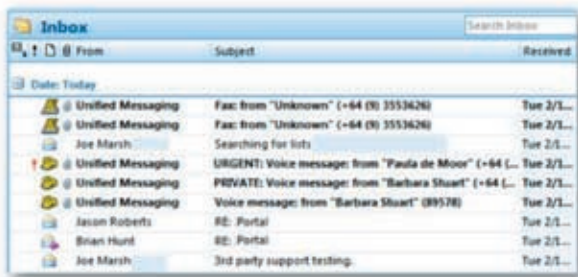 Inbox Search Inbox
! From Subject Received
Date: Today
Unified Messaging Fax: from "Unknown" (+64 (9) 3553626) Tue 2/1...
Unified Messaging Fax: from "Unknown" (+64 (9) 3553626) Tue 2/1...
Joe Marsh Searching for lists Tue 2/1...
! Unified Messaging URGENT: Voice message: from "Paula de Moor" (+64 (... Tue 2/1...
Unified Messaging PRIVATE: Voice message: from "Barbara Stuart" (+64 (... Tue 2/1...
Unified Messaging Voice message: from "Barbara Stuart" (89578) Tue 2/1...
Jason Roberts RE: Portal Tue 2/1...
Brian Hunt RE: Portal Tue 2/1...
Joe Marsh 3rd party support testing. Tue 2/1...